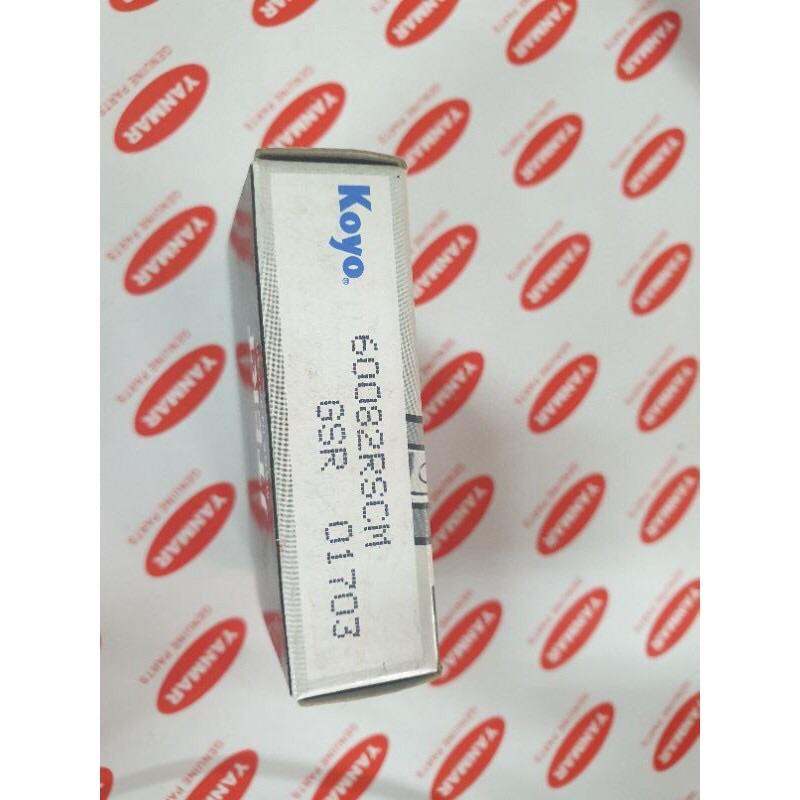 Koyo®
60082RSCM
GSR 01703
YANMAR
GENUINE PARTS